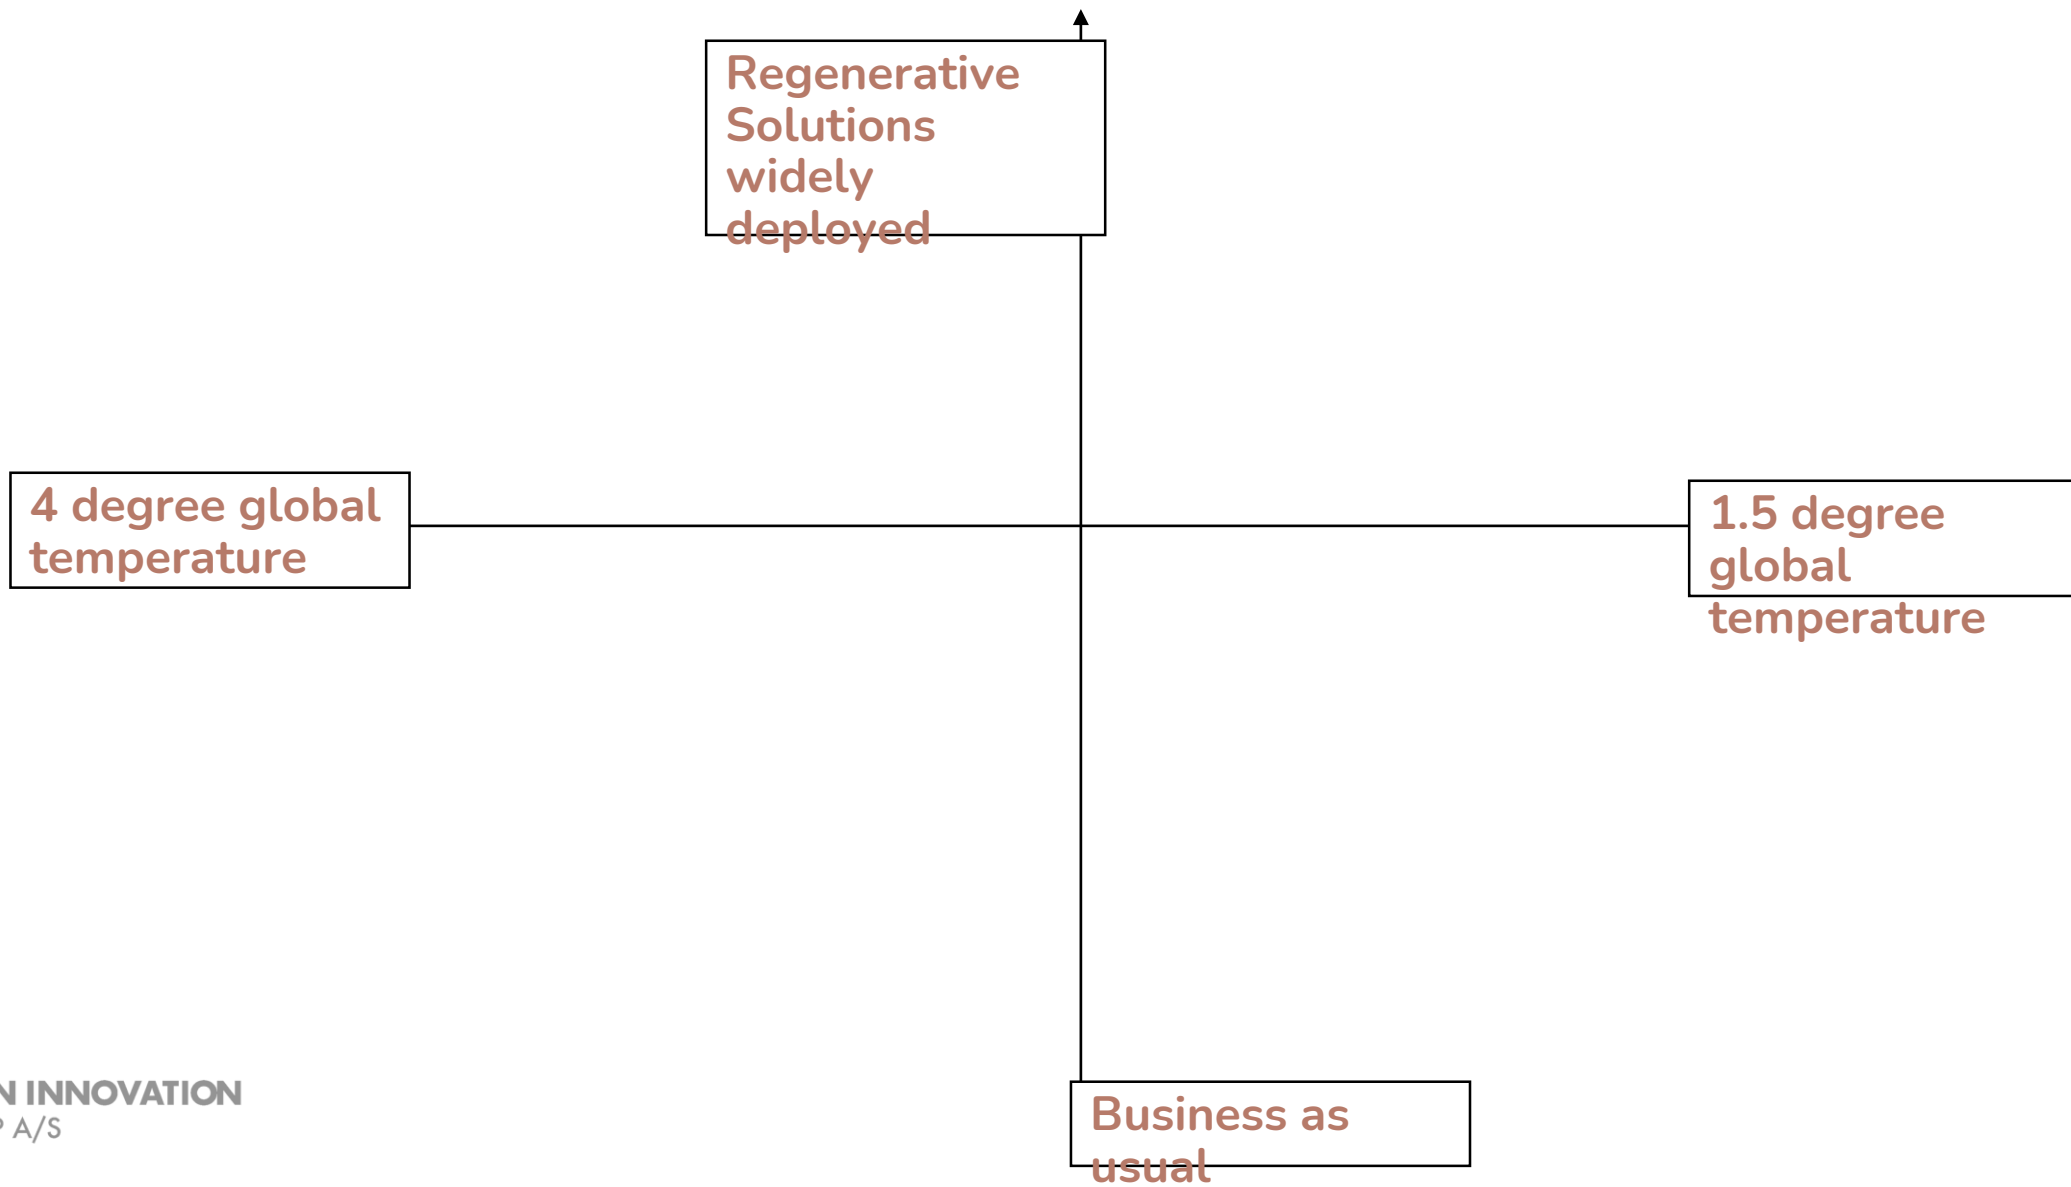 Regenerative
Solutions
widely
deployed
4 degree global
temperature
1.5 degree
global
temperature
N INNOVATION
A/S
Business as
usual